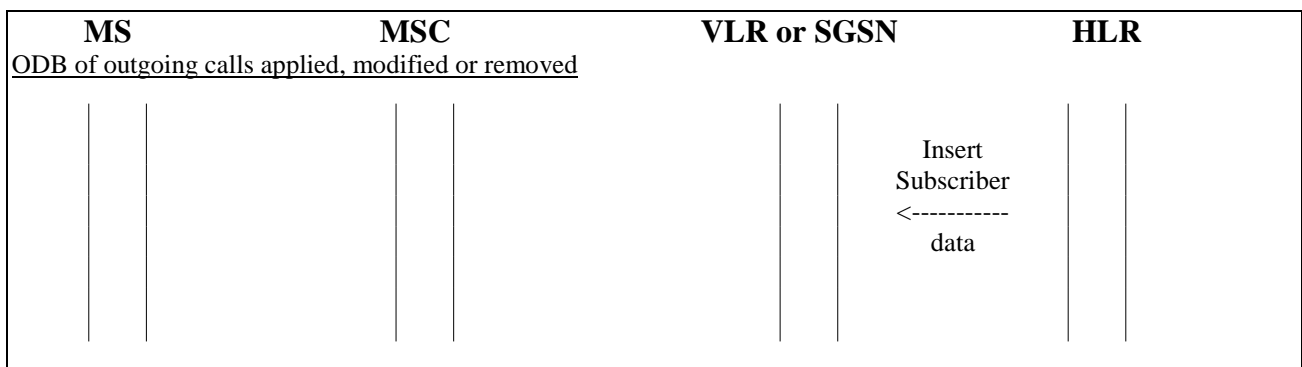 MS MSC VLR or SGSN HLR
ODB of outgoing calls applied, modified or removed
Insert
Subscriber
<-----------
data